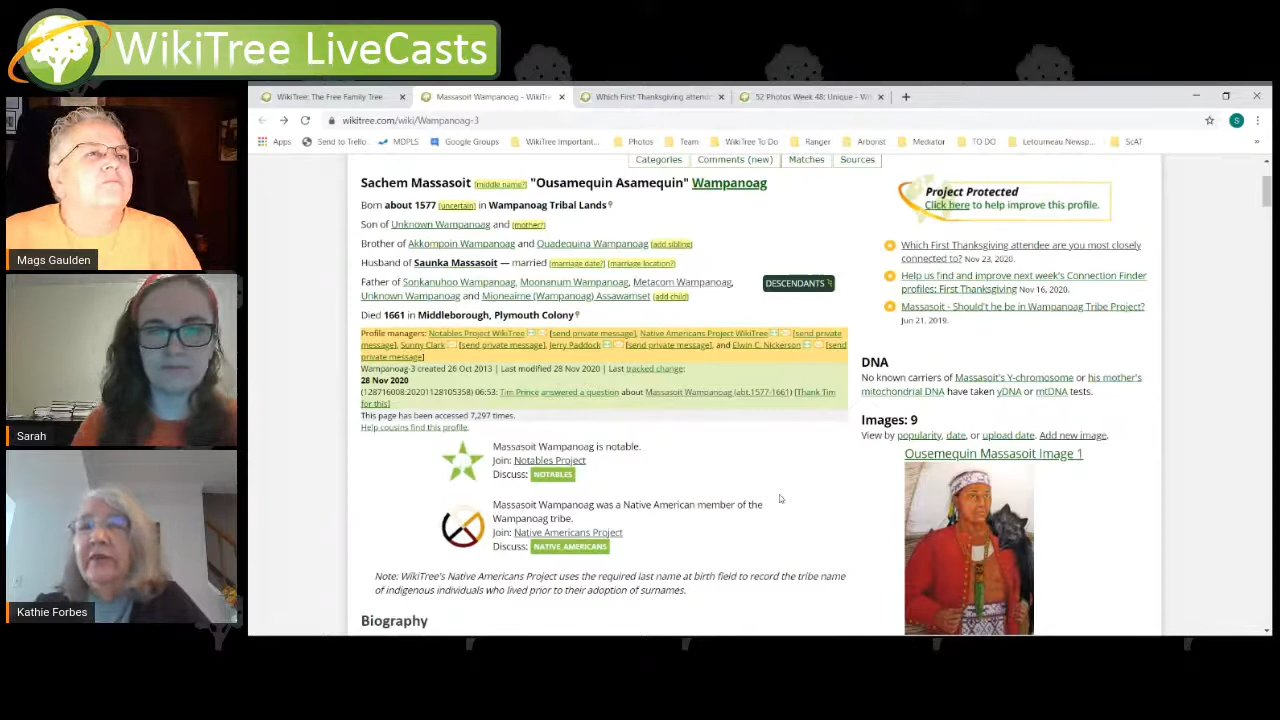 WikiTree LiveCasts
Mags Gaulden
Sarah
Kathie Forbes
WikiTree: The Free Family Tree
Massasoit Wampanoag - WikiTr
Which First Thanksgiving attend
52 Photos Week 48: Unique - Wi
wikitree.com/wiki/Wampanoag-3
S
Apps Send to Trello MDPLS Google Groups WikiTree Important... Photos Team WikiTree To Do Ranger Arborist Mediator TO DO Letourneau Newsp... ScAT »
Categories Comments (new) Matches Sources
Sachem Massasoit [middle name?] "Ousamequin Asamequin" Wampanoag
Born about 1577 [uncertain] in Wampanoag Tribal Lands
Son of Unknown Wampanoag and [mother?]
Brother of Akkompoin Wampanoag and Quadequina Wampanoag [add sibling]
Husband of Saunka Massasoit — married [marriage date?] [marriage location?]
Father of Sonkanuhoo Wampanoag, Moonanum Wampanoag, Metacom Wampanoag,
Unknown Wampanoag and Mioneairne (Wampanoag) Assawamset [add child]
DESCENDANTS
Died 1661 in Middleborough, Plymouth Colony
Profile managers: Notables Project WikiTree [send private message], Native Americans Project WikiTree [send private
message], Sunny Clark [send private message], Jerry Paddock [send private message], and Elwin C. Nickerson [send
private message]
Wampanoag-3 created 26 Oct 2013 | Last modified 28 Nov 2020 | Last tracked change:
28 Nov 2020
(128716008:20201128105358) 06:53: Tim Prince answered a question about Massasoit Wampanoag (abt.1577-1661) [Thank Tim
for this]
This page has been accessed 7,297 times.
Help cousins find this profile.
Massasoit Wampanoag is notable.
Join: Notables Project
Discuss: NOTABLES
Massasoit Wampanoag was a Native American member of the
Wampanoag tribe.
Join: Native Americans Project
Discuss: NATIVE_AMERICANS
Note: WikiTree's Native Americans Project uses the required last name at birth field to record the tribe name
of indigenous individuals who lived prior to their adoption of surnames.
Biography
Project Protected
Click here to help improve this profile.
Which First Thanksgiving attendee are you most closely
connected to? Nov 23, 2020.
Help us find and improve next week's Connection Finder
profiles: First Thanksgiving Nov 16, 2020.
Massasoit - Should't he be in Wampanoag Tribe Project?
Jun 21, 2019.
DNA
No known carriers of Massasoit's Y-chromosome or his mother's
mitochondrial DNA have taken yDNA or mtDNA tests.
Images: 9
View by popularity, date, or upload date. Add new image.
Ousemequin Massasoit Image 1